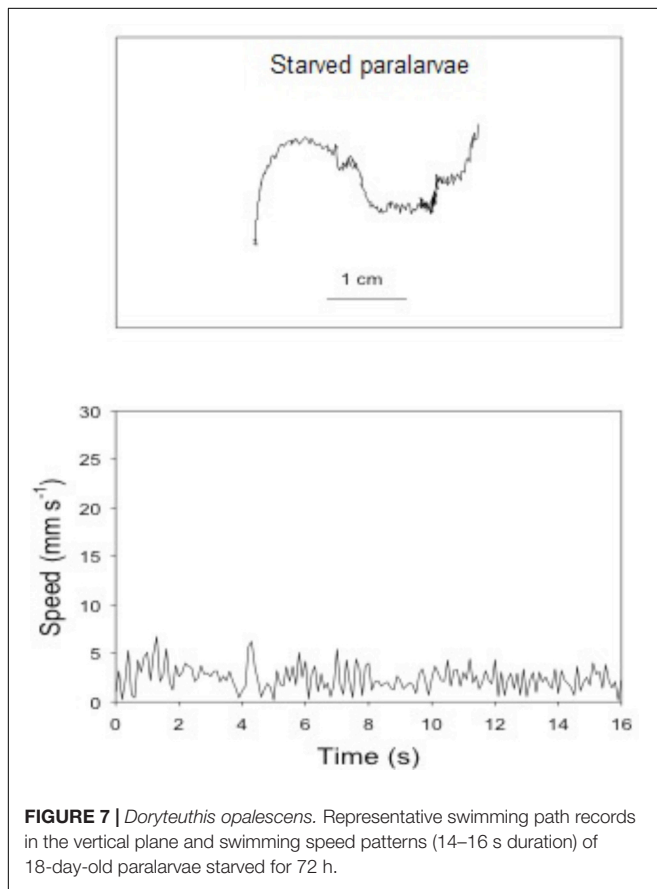 Starved paralarvae
1 cm
30
25
20
15
10
5
0
Speed (mm s⁻¹)
0 2 4 6 8 10 12 14 16
Time (s)
FIGURE 7 | Doryteuthis opalescens. Representative swimming path records
in the vertical plane and swimming speed patterns (14–16 s duration) of
18-day-old paralarvae starved for 72 h.